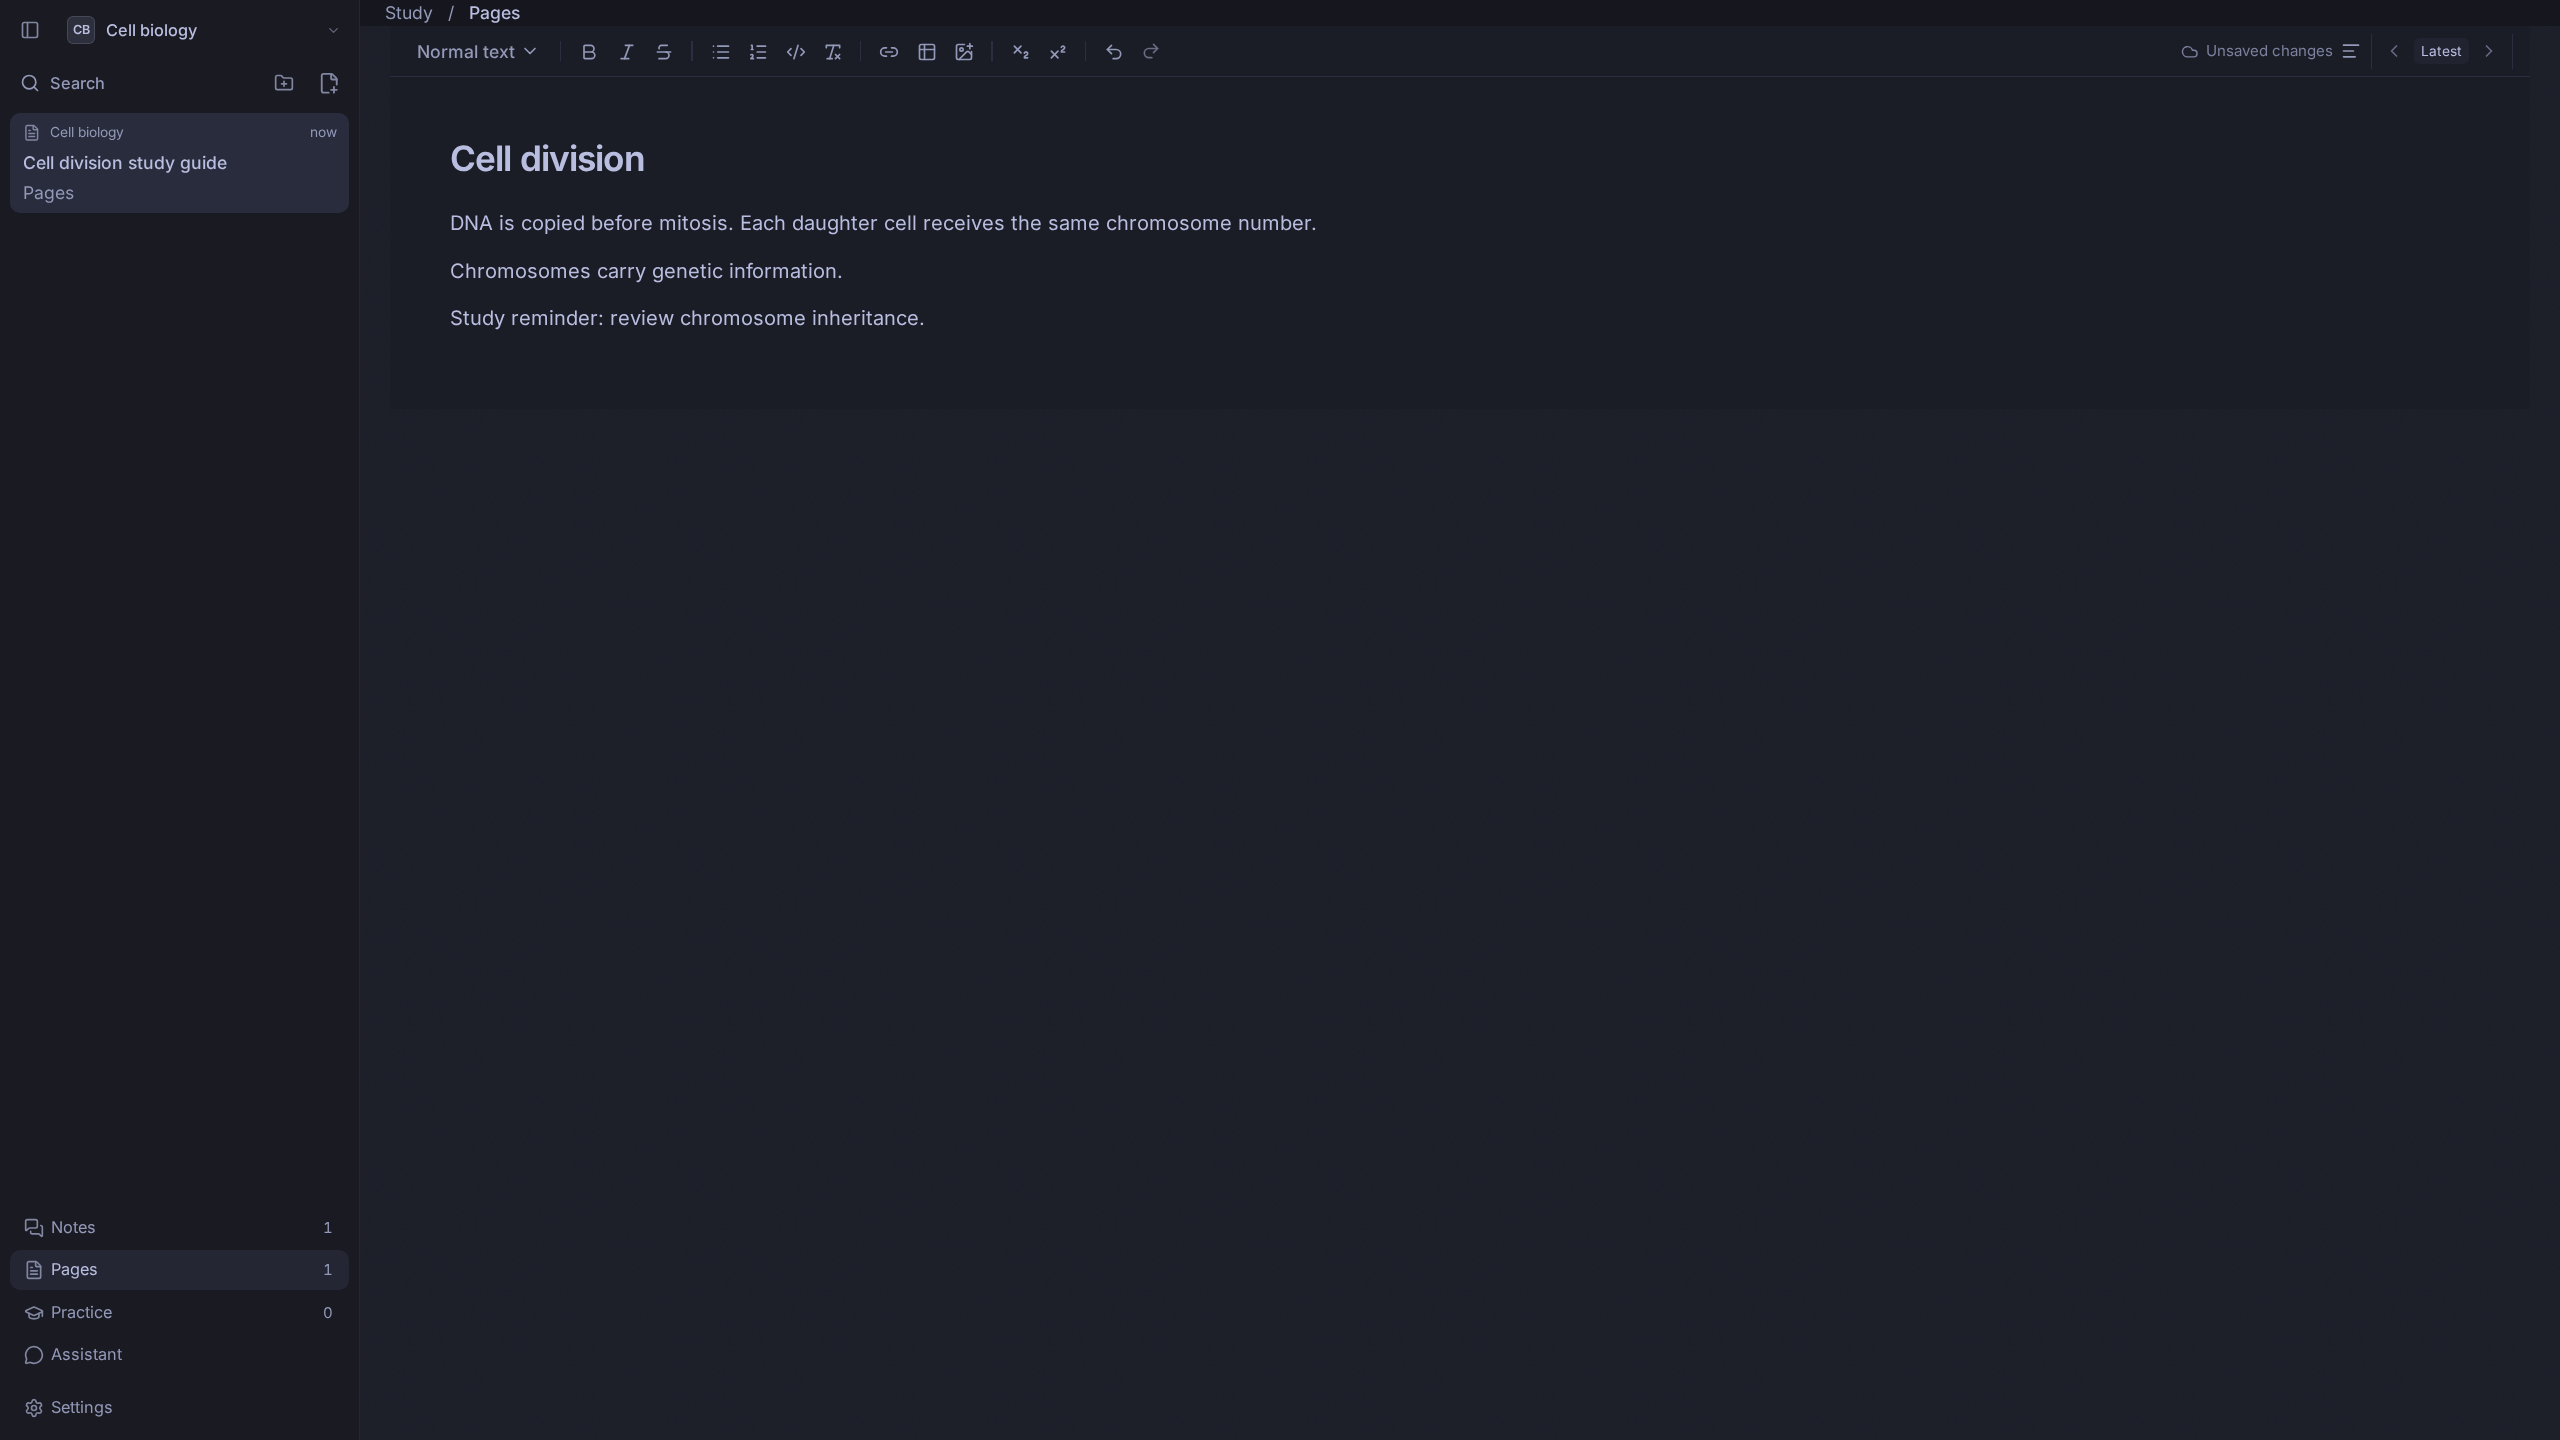 CB Cell biology
Search
Cell biology now
Cell division study guide
Pages
Notes 1
Pages 1
Practice 0
Assistant
Settings
Study / Pages
Normal text
Unsaved changes
Latest
Cell division
DNA is copied before mitosis. Each daughter cell receives the same chromosome number.
Chromosomes carry genetic information.
Study reminder: review chromosome inheritance.